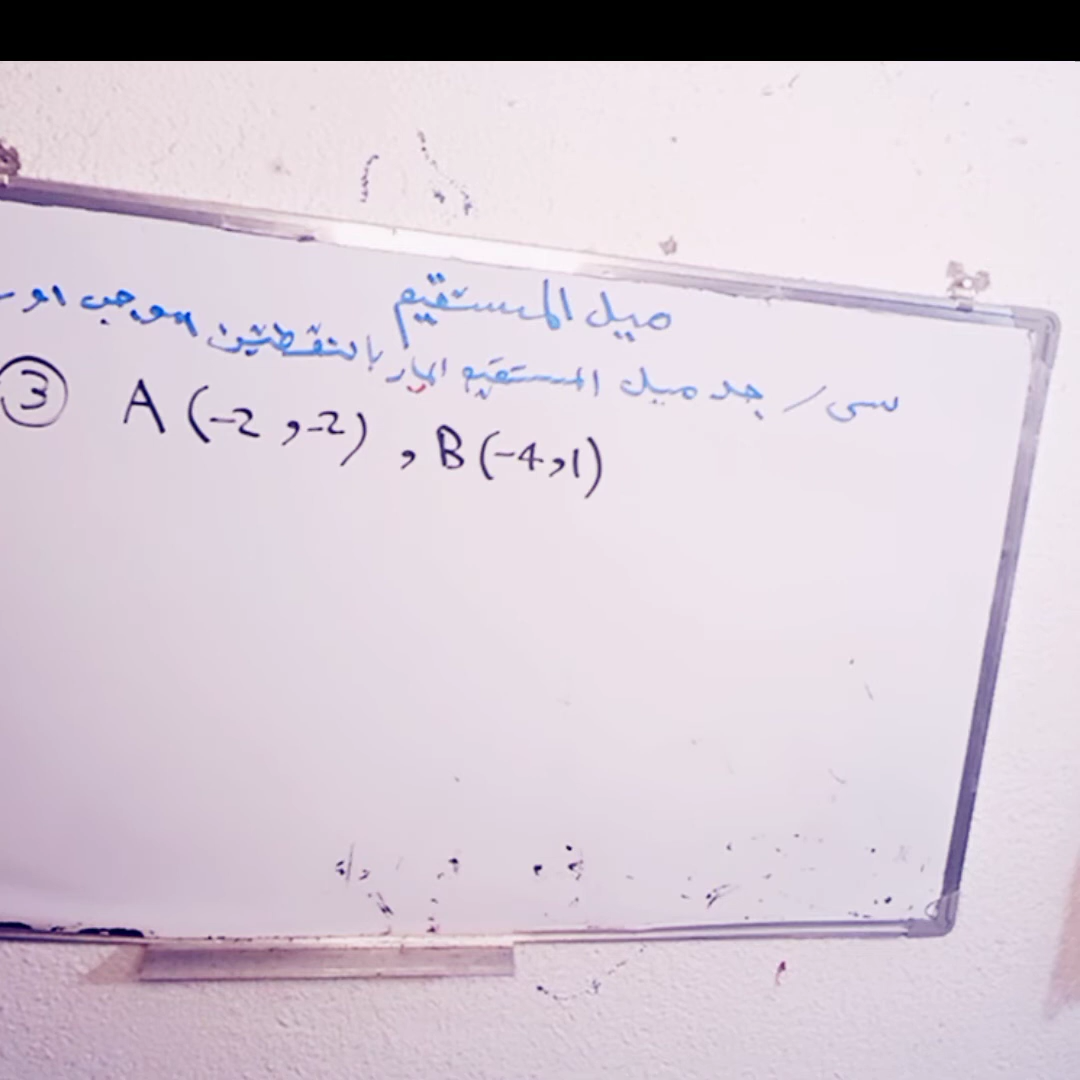 ميل المستقيم
س / جد ميل المستقيم المار بالنقطتين موجب او
③ A (-2 , -2) , B (-4 , 1)